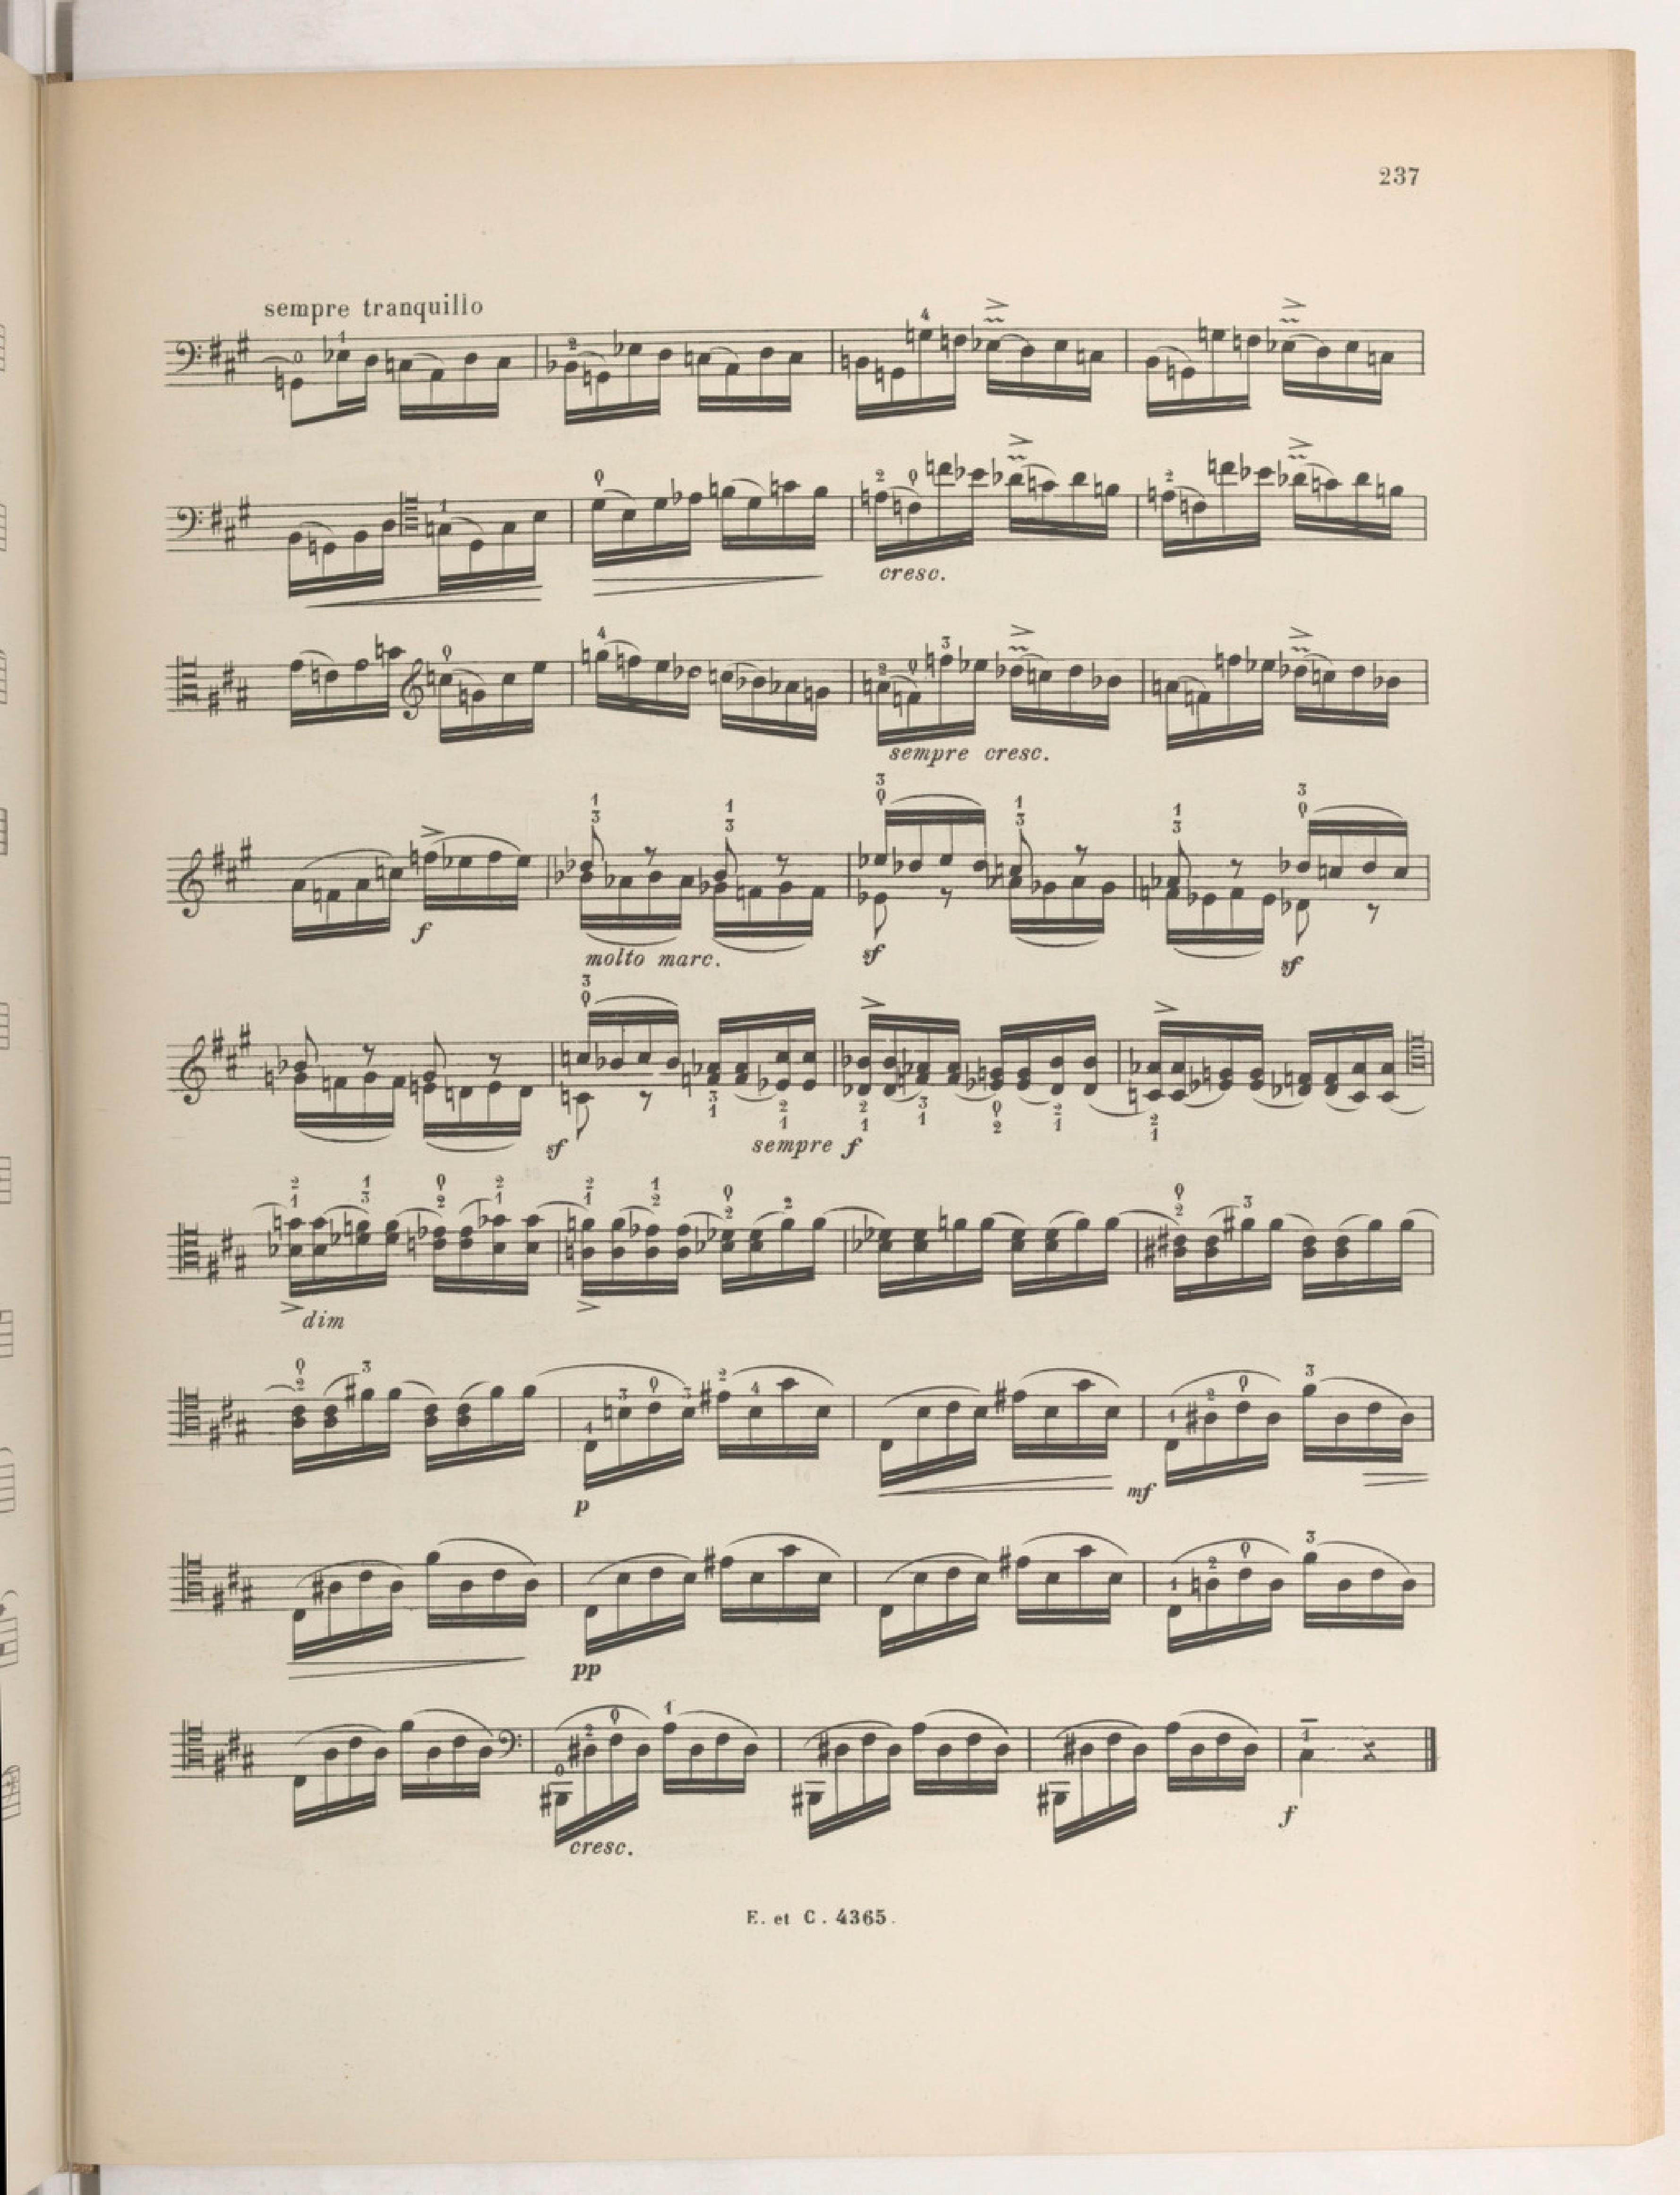 237
sempre tranquillo
cresc.
sempre cresc.
f
molto marc.
sf
sf
sf
sempre f
dim
p
mf
pp
cresc.
f
E. et C. 4365.